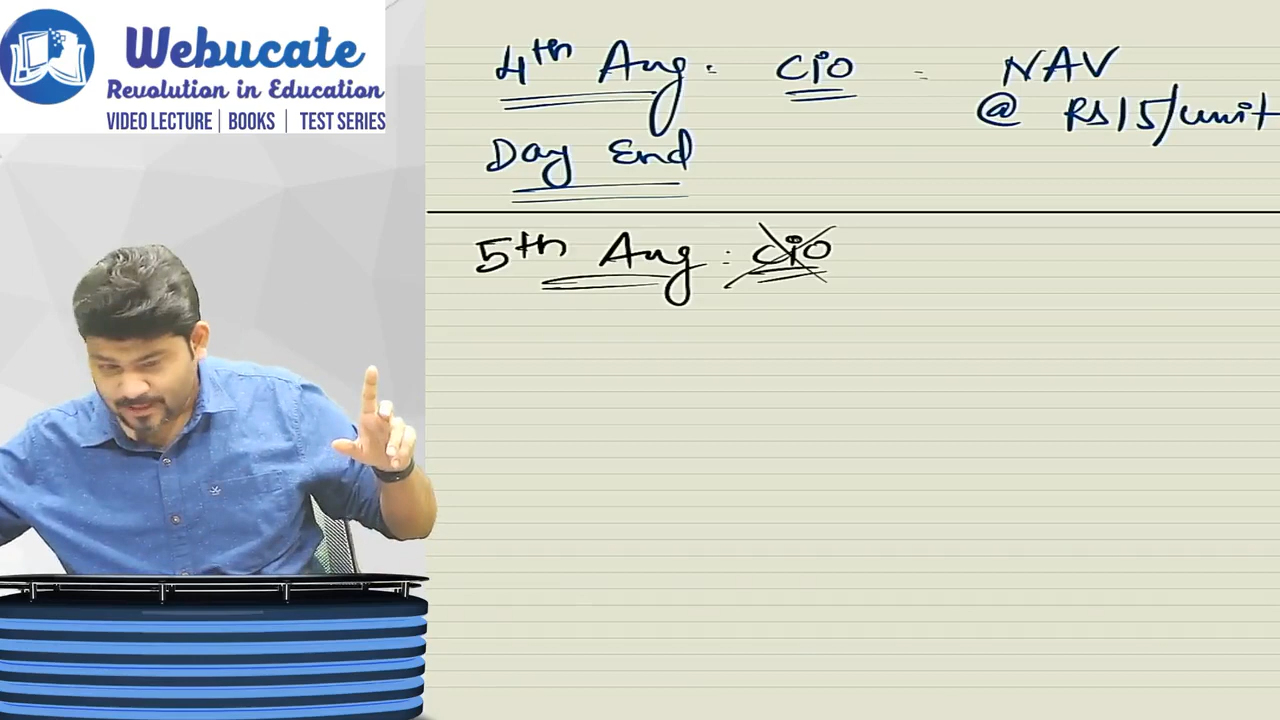 Webucate
Revolution in Education
VIDEO LECTURE | BOOKS | TEST SERIES
4th Aug : CiO = NAV
@ Rs15/unit
Day End
5th Aug : CiO